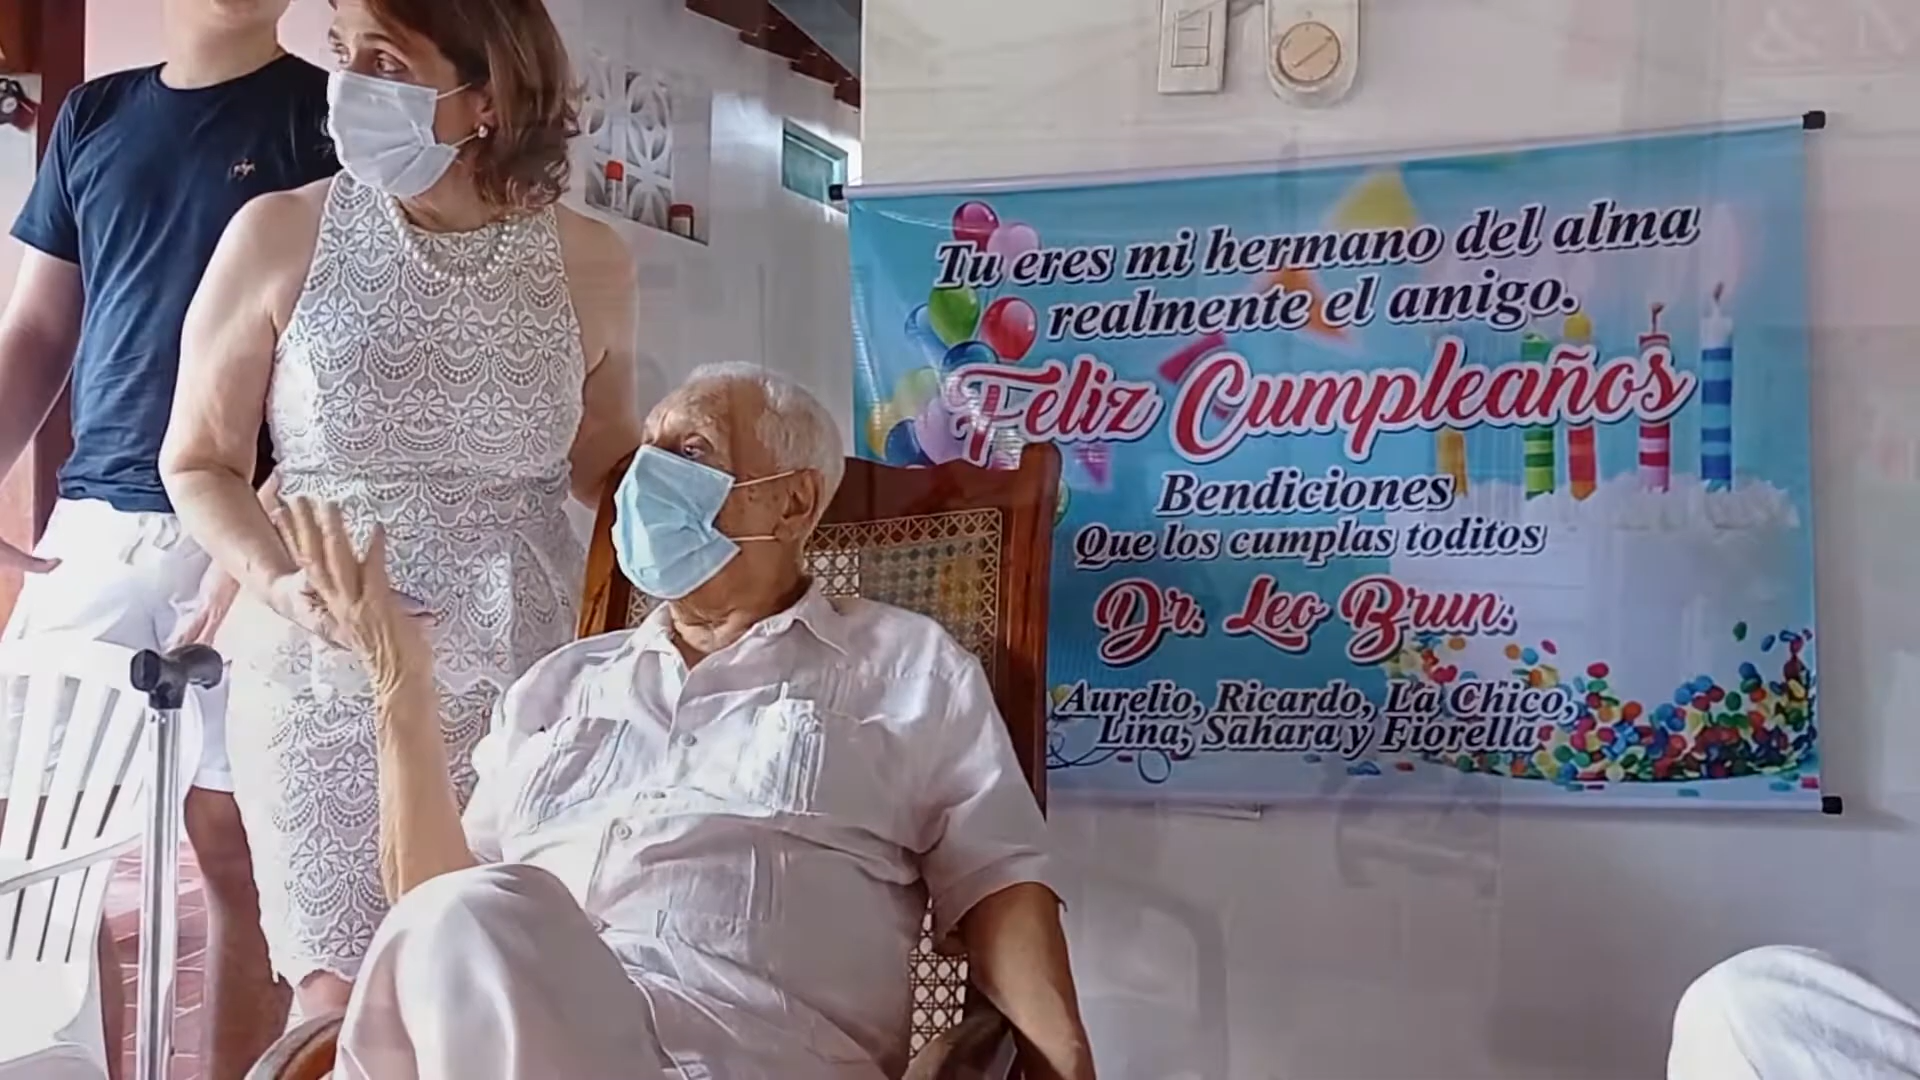 Tu eres mi hermano del alma
realmente el amigo.
Feliz Cumpleaños
Bendiciones
Que los cumplas toditos
Dr. Leo Brun.
Aurelio, Ricardo, La Chico,
Lina, Sahara y Fiorella